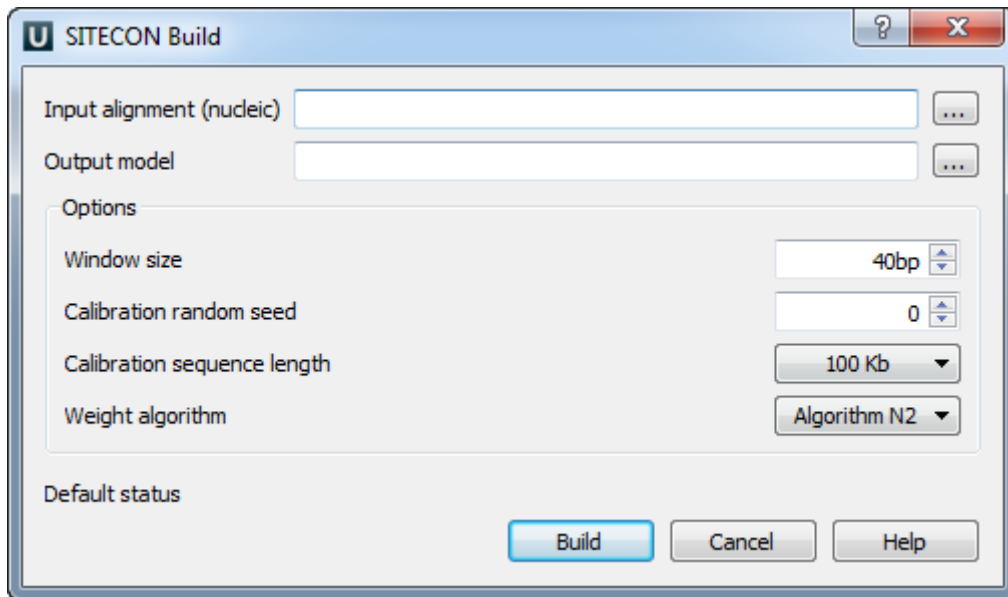 U SITECON Build
?
x
Input alignment (nucleic)
...
Output model
...
Options
Window size 40bp
Calibration random seed 0
Calibration sequence length 100 Kb
Weight algorithm Algorithm N2
Default status
Build Cancel Help